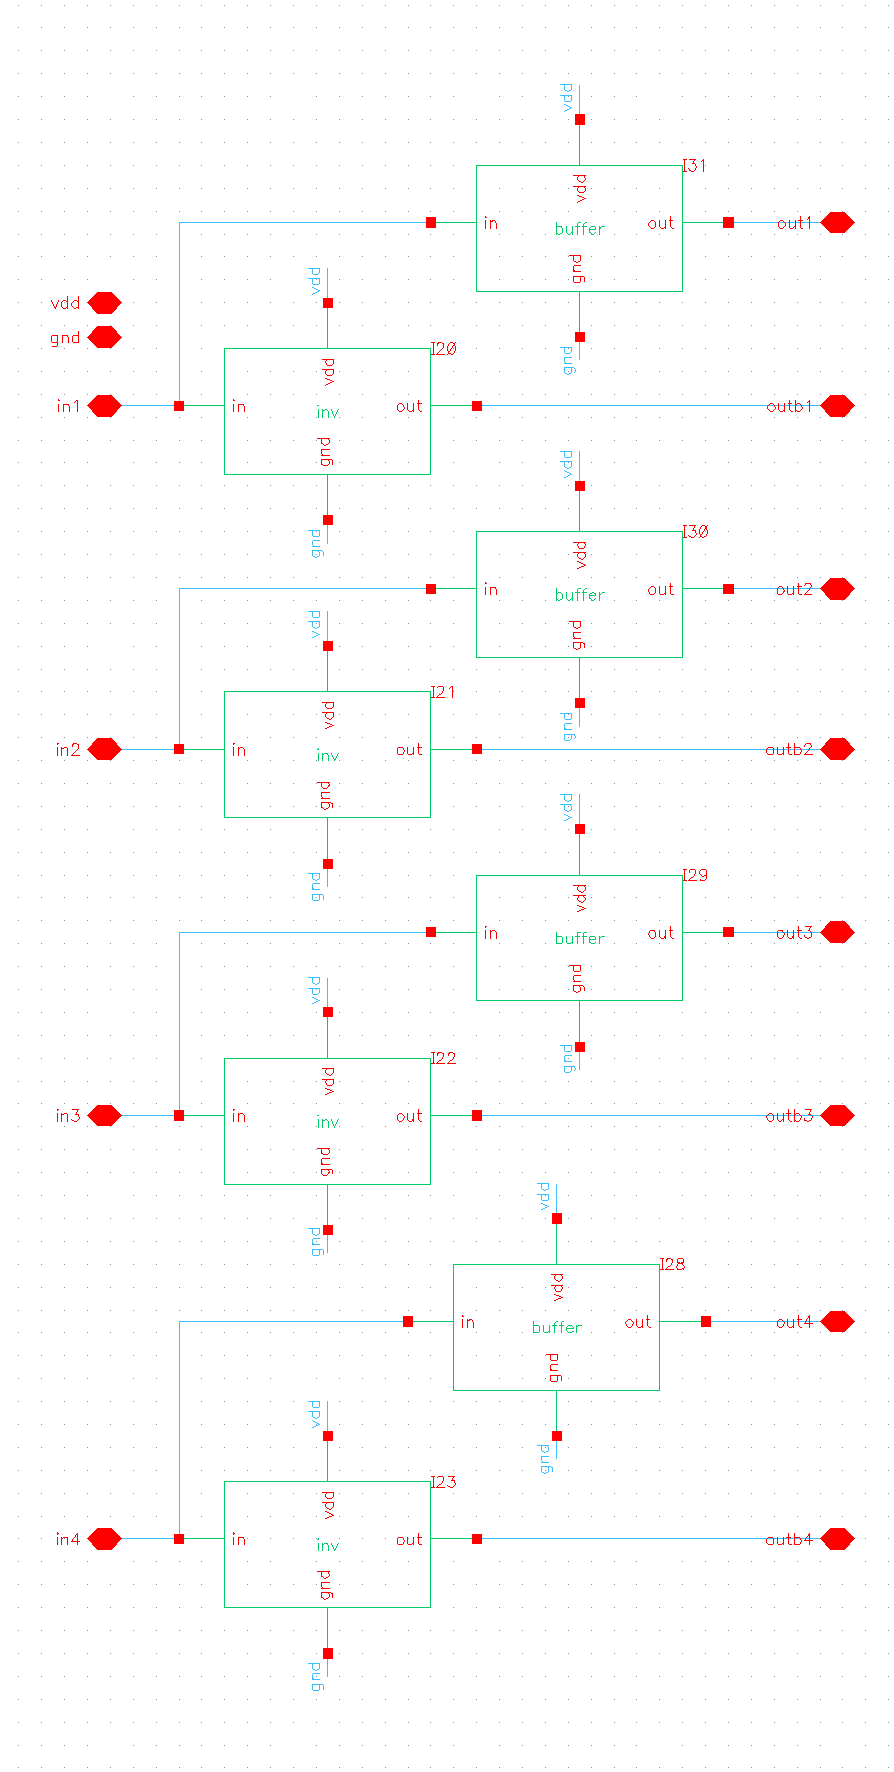 vdd
I31
vdd
in buffer out out1
gnd
vdd
vdd
gnd
gnd
I20
vdd
in1 in inv out outb1
gnd
vdd
gnd
I30
vdd
in buffer out out2
gnd
vdd
gnd
I21
vdd
in2 in inv out outb2
gnd
vdd
gnd
I29
vdd
in buffer out out3
gnd
vdd
gnd
I22
vdd
in3 in inv out outb3
gnd
vdd
gnd
I28
vdd
in buffer out out4
gnd
vdd
gnd
I23
vdd
in4 in inv out outb4
gnd
gnd